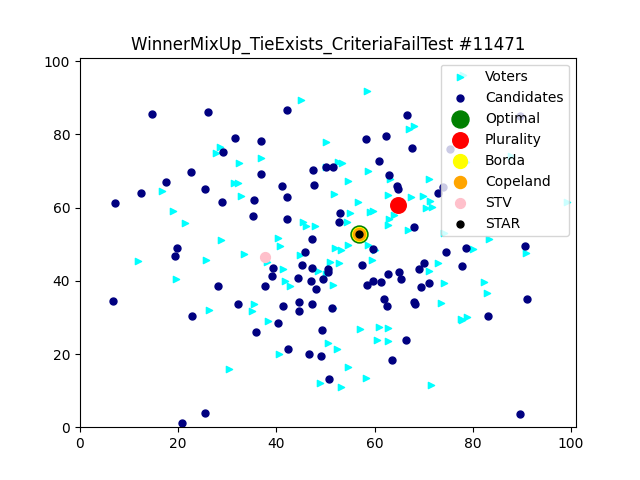 WinnerMixUp_TieExists_CriteriaFailTest #11471
100
80
60
40
20
0
0
20
40
60
80
100
Voters
Candidates
Optimal
Plurality
Borda
Copeland
STV
STAR